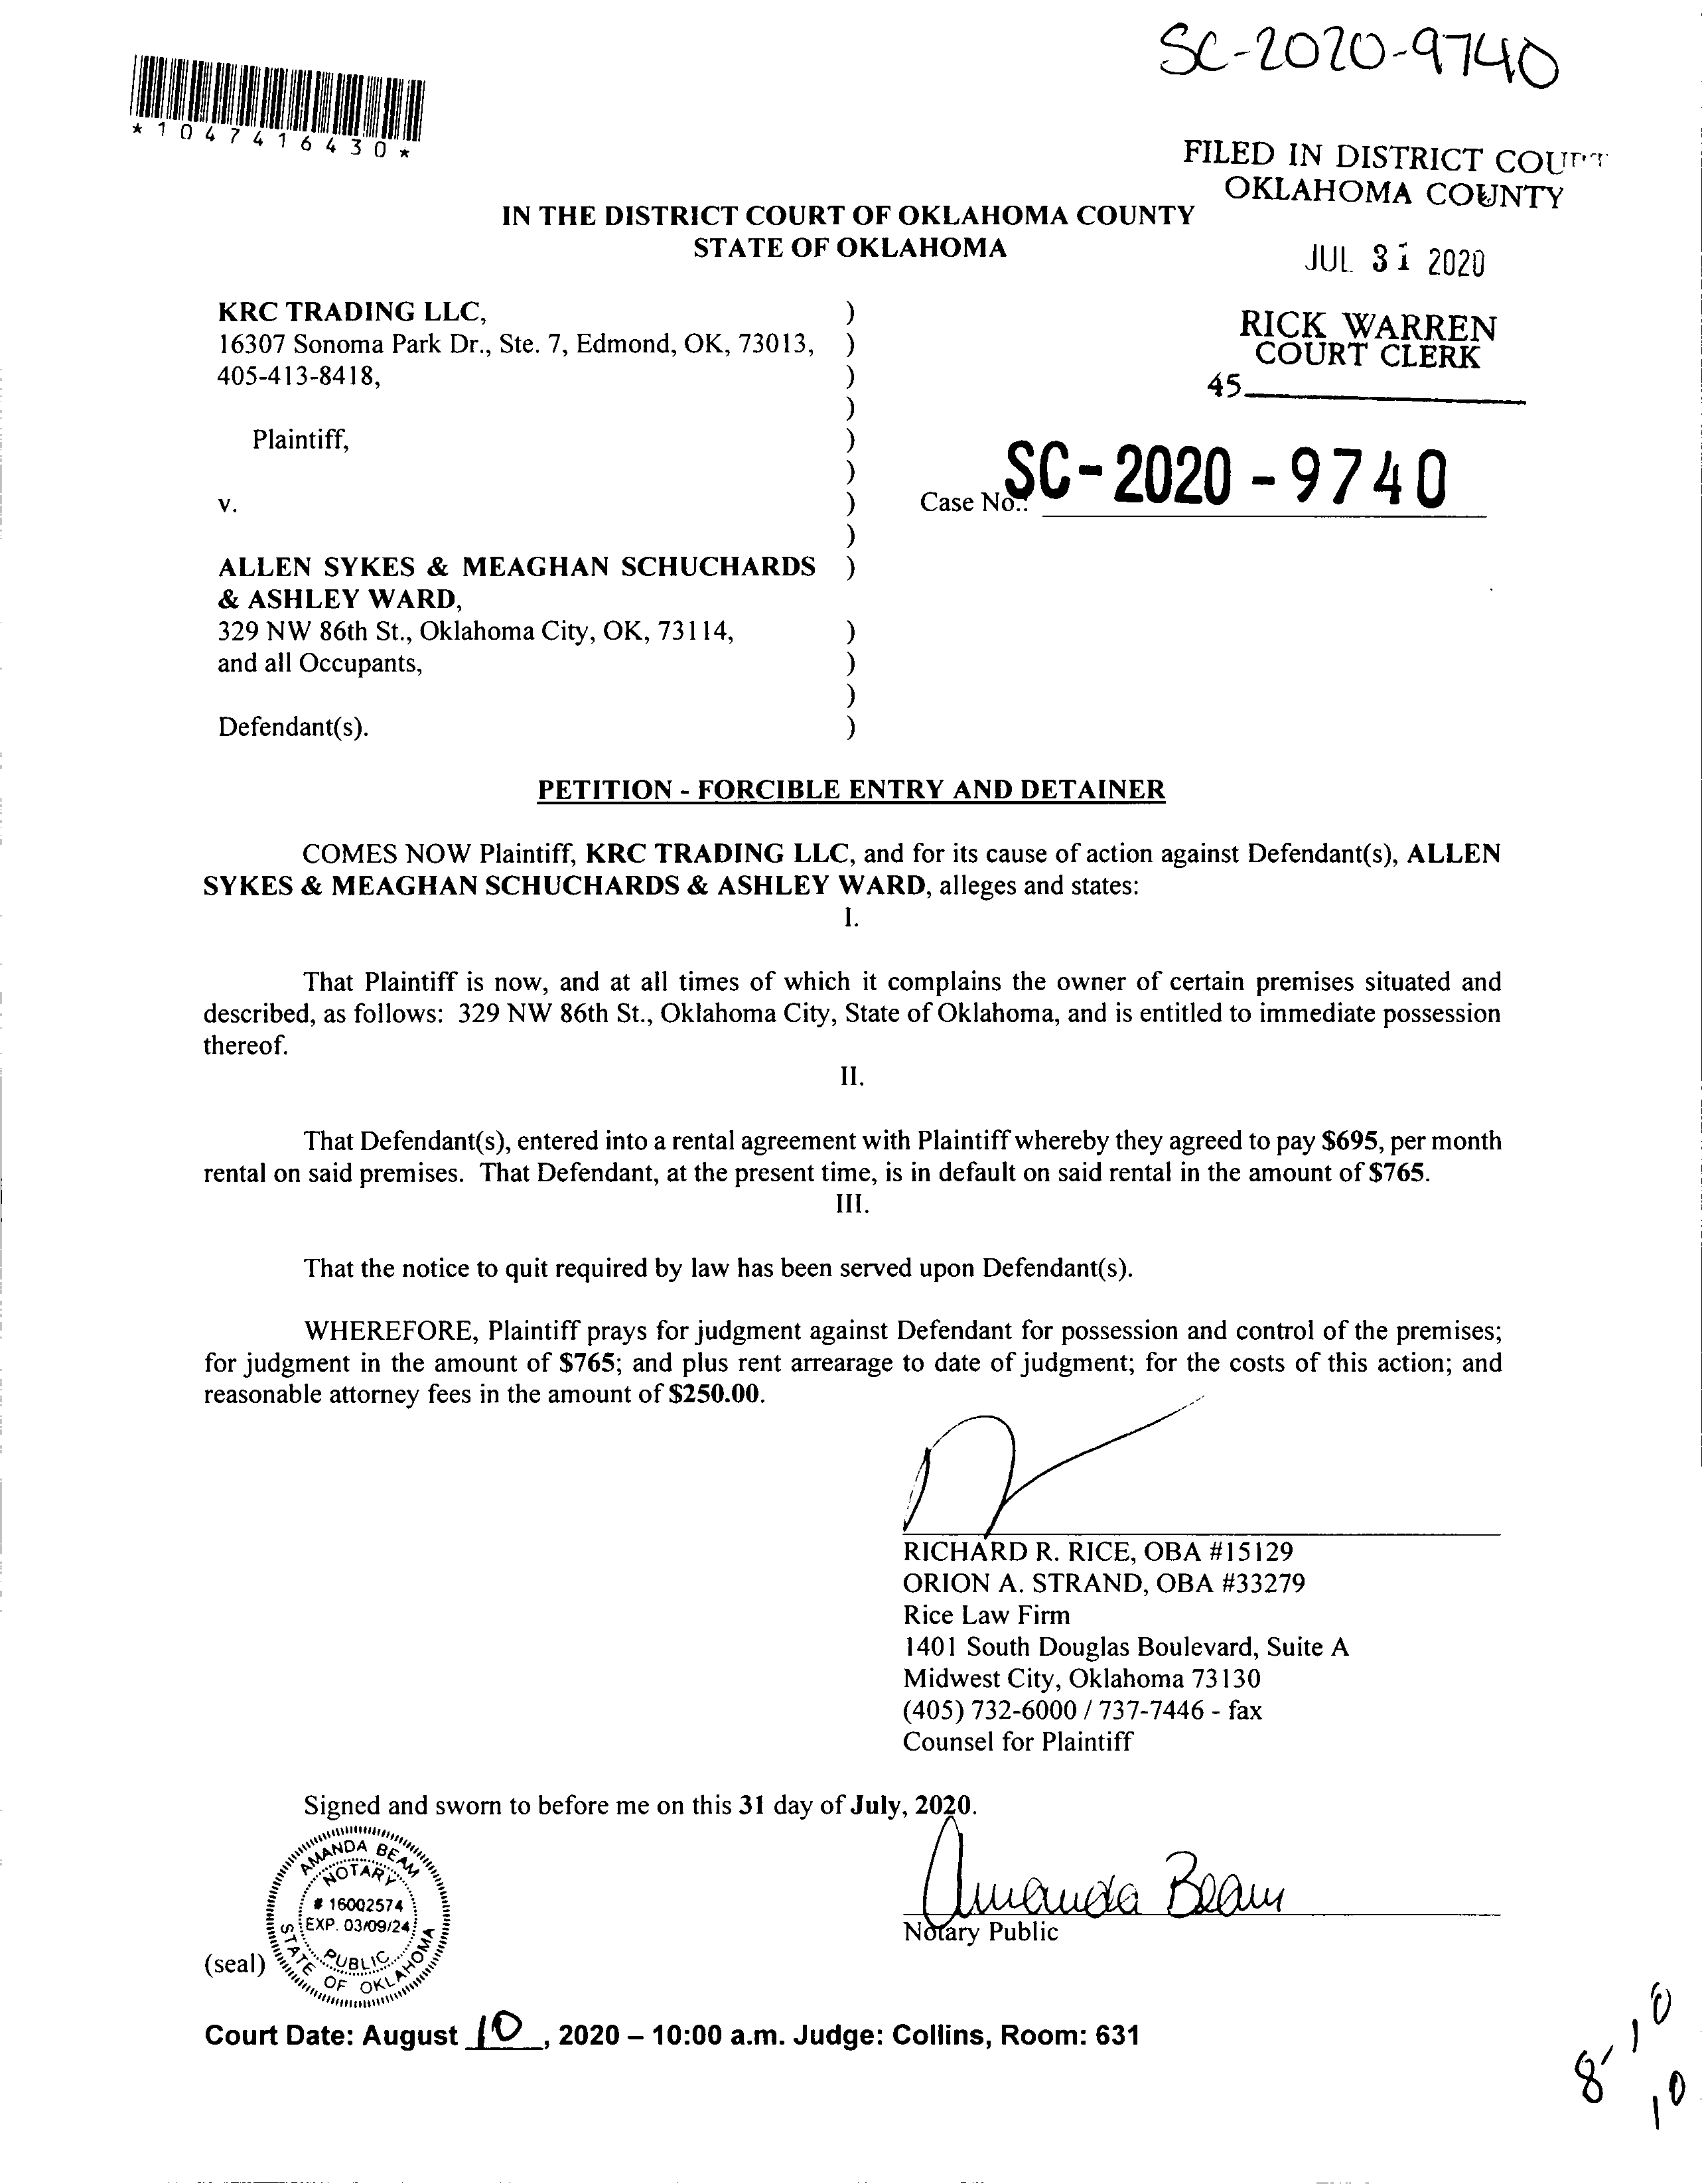 SC-2020-9740
*1047416430*
FILED IN DISTRICT COURT
OKLAHOMA COUNTY
IN THE DISTRICT COURT OF OKLAHOMA COUNTY
STATE OF OKLAHOMA
JUL 31 2020
KRC TRADING LLC, )
16307 Sonoma Park Dr., Ste. 7, Edmond, OK, 73013, )
405-413-8418, )
)
RICK WARREN
COURT CLERK
45
Plaintiff, )
)
v. )
)
Case No.: SC-2020-9740
ALLEN SYKES & MEAGHAN SCHUCHARDS )
& ASHLEY WARD,
329 NW 86th St., Oklahoma City, OK, 73114, )
and all Occupants, )
)
Defendant(s). )
PETITION - FORCIBLE ENTRY AND DETAINER
COMES NOW Plaintiff, KRC TRADING LLC, and for its cause of action against Defendant(s), ALLEN
SYKES & MEAGHAN SCHUCHARDS & ASHLEY WARD, alleges and states:
I.
That Plaintiff is now, and at all times of which it complains the owner of certain premises situated and
described, as follows: 329 NW 86th St., Oklahoma City, State of Oklahoma, and is entitled to immediate possession
thereof.
II.
That Defendant(s), entered into a rental agreement with Plaintiff whereby they agreed to pay $695, per month
rental on said premises. That Defendant, at the present time, is in default on said rental in the amount of $765.
III.
That the notice to quit required by law has been served upon Defendant(s).
WHEREFORE, Plaintiff prays for judgment against Defendant for possession and control of the premises;
for judgment in the amount of $765; and plus rent arrearage to date of judgment; for the costs of this action; and
reasonable attorney fees in the amount of $250.00.
RICHARD R. RICE, OBA #15129
ORION A. STRAND, OBA #33279
Rice Law Firm
1401 South Douglas Boulevard, Suite A
Midwest City, Oklahoma 73130
(405) 732-6000 / 737-7446 - fax
Counsel for Plaintiff
Signed and sworn to before me on this 31 day of July, 2020.
Amanda Beam
Notary Public
AMANDA BEAM
NOTARY
# 16002574
EXP. 03/09/24
PUBLIC
STATE OF OKLAHOMA
(seal)
Court Date: August 10, 2020 – 10:00 a.m. Judge: Collins, Room: 631
8-10
10